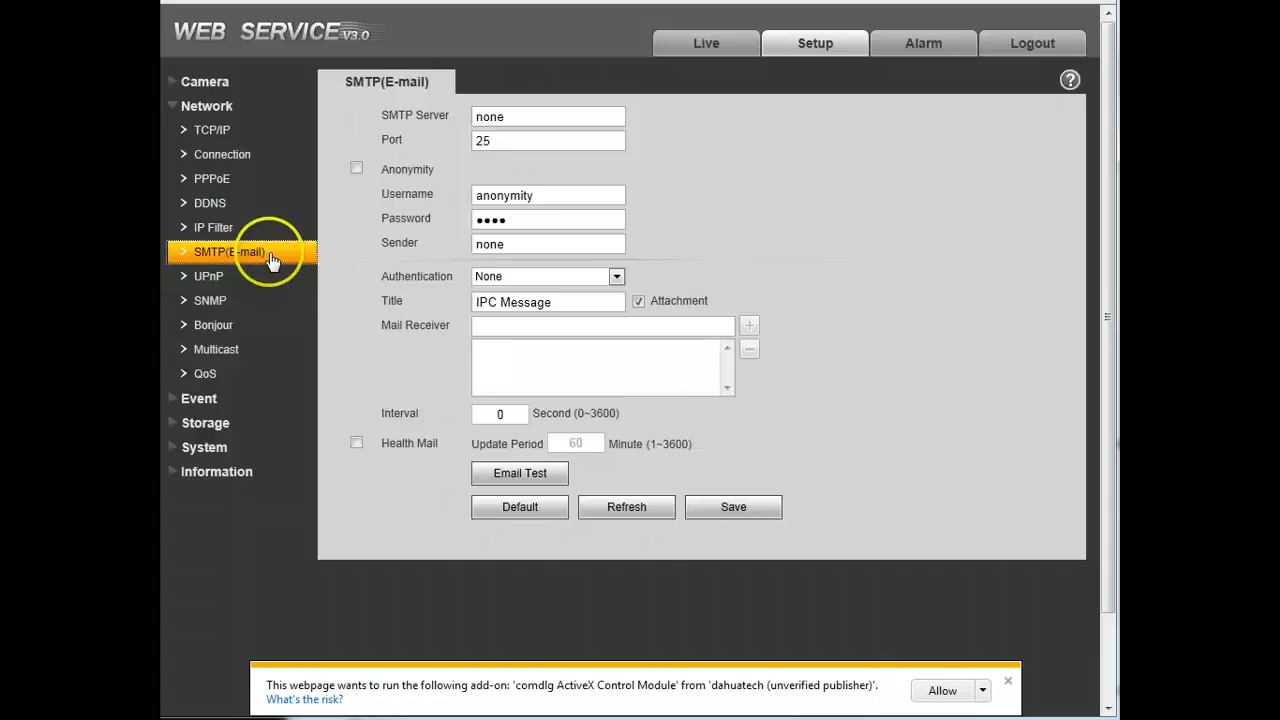 WEB SERVICE V3.0
Live
Setup
Alarm
Logout
Camera
Network
TCP/IP
Connection
PPPoE
DDNS
IP Filter
SMTP(E-mail)
UPnP
SNMP
Bonjour
Multicast
QoS
Event
Storage
System
Information
SMTP(E-mail)
?
SMTP Server none
Port 25
Anonymity
Username anonymity
Password ••••
Sender none
Authentication None
Title IPC Message Attachment
Mail Receiver
Interval 0 Second (0~3600)
Health Mail Update Period 60 Minute (1~3600)
Email Test
Default Refresh Save
This webpage wants to run the following add-on: 'comdlg ActiveX Control Module' from 'dahuatech (unverified publisher)'.
What's the risk?
Allow